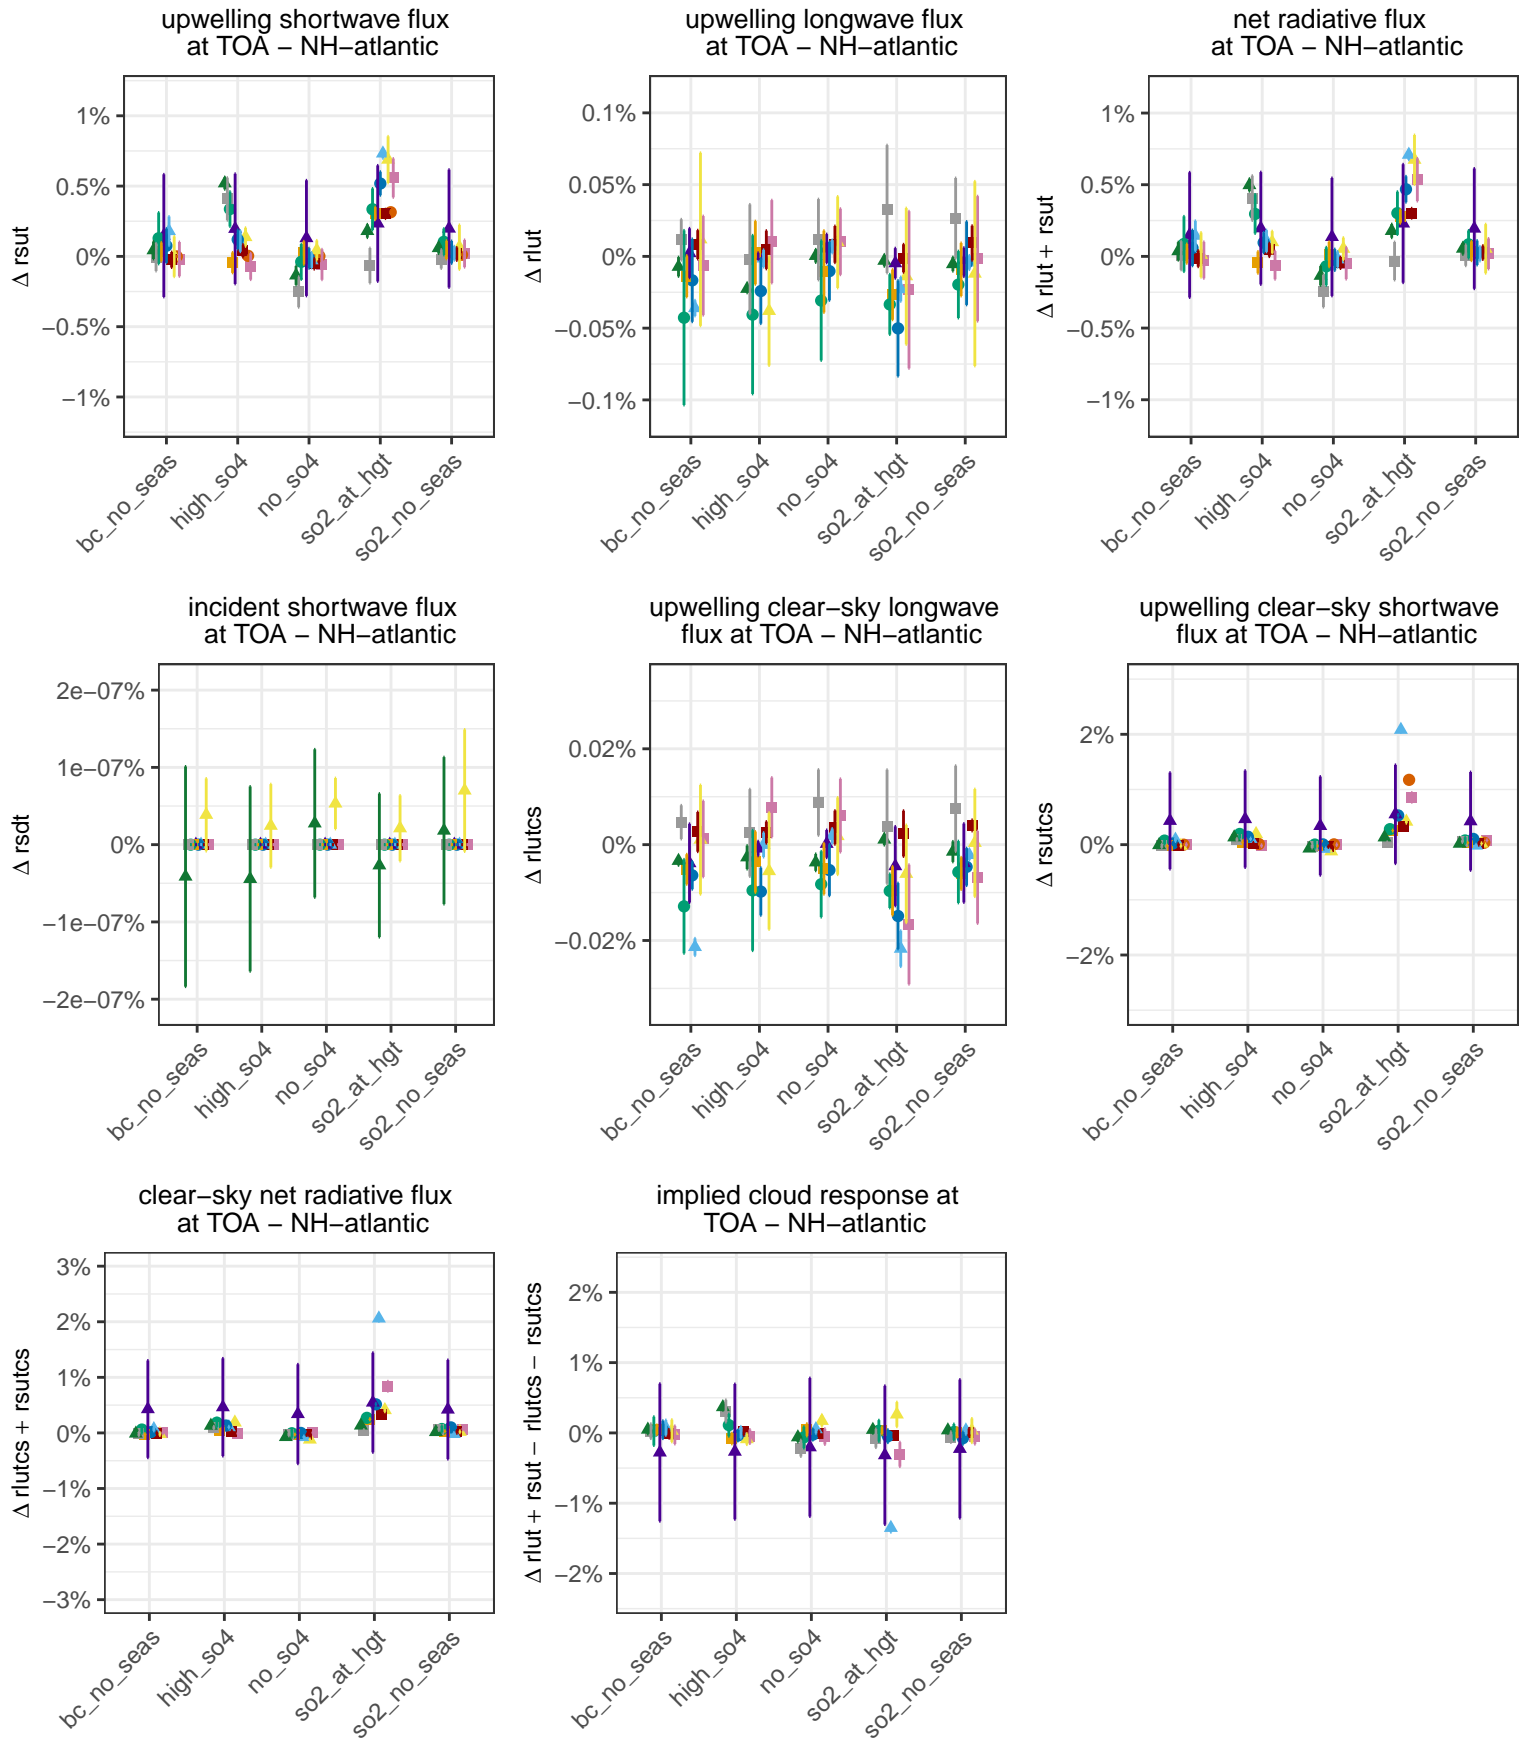 upwelling shortwave flux
at TOA − NH−atlantic
Δ rsut
1%
0.5%
0%
−0.5%
−1%
bc_no_seas
high_so4
no_so4
so2_at_hgt
so2_no_seas
upwelling longwave flux
at TOA − NH−atlantic
Δ rlut
0.1%
0.05%
0%
−0.05%
−0.1%
bc_no_seas
high_so4
no_so4
so2_at_hgt
so2_no_seas
net radiative flux
at TOA − NH−atlantic
Δ rlut + rsut
1%
0.5%
0%
−0.5%
−1%
bc_no_seas
high_so4
no_so4
so2_at_hgt
so2_no_seas
incident shortwave flux
at TOA − NH−atlantic
Δ rsdt
2e−07%
1e−07%
0%
−1e−07%
−2e−07%
bc_no_seas
high_so4
no_so4
so2_at_hgt
so2_no_seas
upwelling clear−sky longwave
flux at TOA − NH−atlantic
Δ rlutcs
0.02%
0%
−0.02%
bc_no_seas
high_so4
no_so4
so2_at_hgt
so2_no_seas
upwelling clear−sky shortwave
flux at TOA − NH−atlantic
Δ rsutcs
2%
0%
−2%
bc_no_seas
high_so4
no_so4
so2_at_hgt
so2_no_seas
clear−sky net radiative flux
at TOA − NH−atlantic
Δ rlutcs + rsutcs
3%
2%
1%
0%
−1%
−2%
−3%
bc_no_seas
high_so4
no_so4
so2_at_hgt
so2_no_seas
implied cloud response at
TOA − NH−atlantic
Δ rlut + rsut − rlutcs − rsutcs
2%
1%
0%
−1%
−2%
bc_no_seas
high_so4
no_so4
so2_at_hgt
so2_no_seas